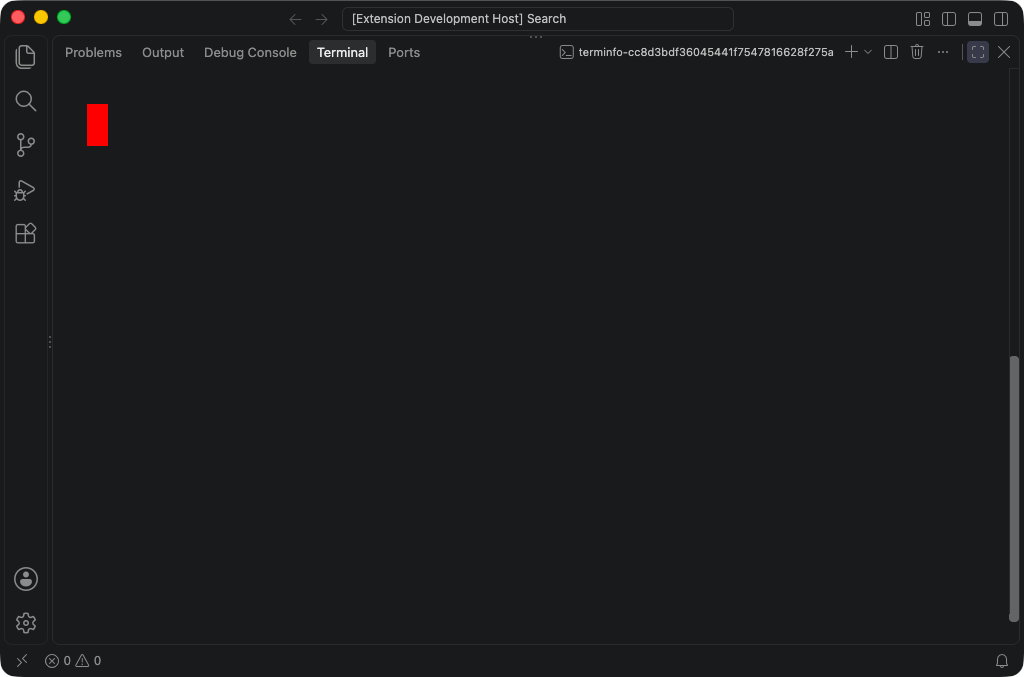 [Extension Development Host] Search
Problems Output Debug Console Terminal Ports terminfo-cc8d3bdf36045441f7547816628f275a
0 0